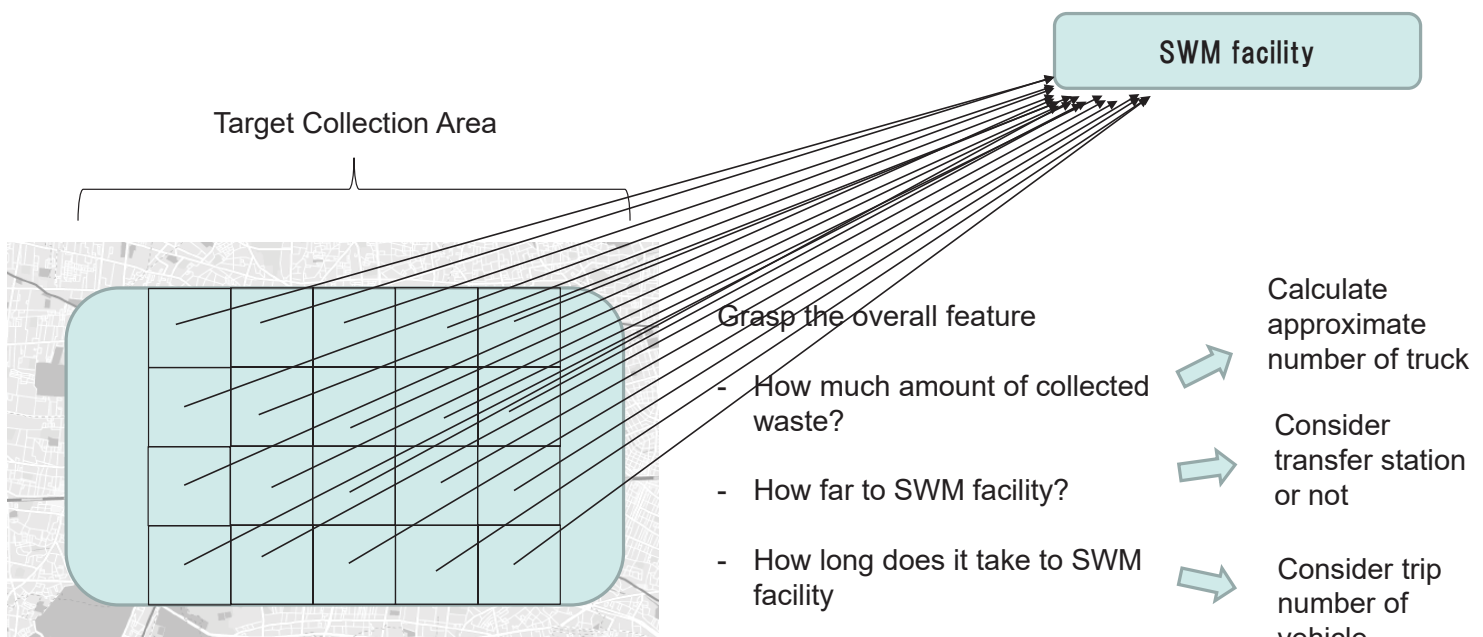 SWM facility
Target Collection Area
Grasp the overall feature
- How much amount of collected
waste?
- How far to SWM facility?
- How long does it take to SWM
facility
Calculate
approximate
number of truck
Consider
transfer station
or not
Consider trip
number of
vehicle